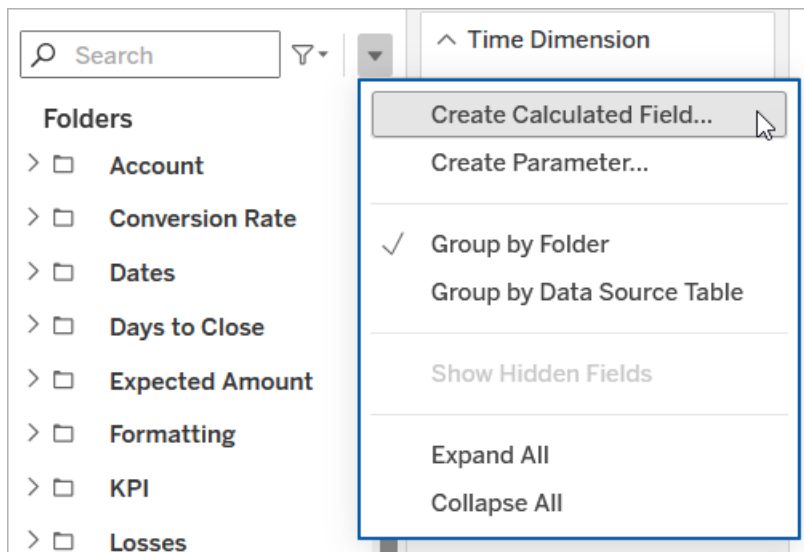 Search
Time Dimension
Folders
Account
Conversion Rate
Dates
Days to Close
Expected Amount
Formatting
KPI
Losses
Create Calculated Field...
Create Parameter...
Group by Folder
Group by Data Source Table
Show Hidden Fields
Expand All
Collapse All